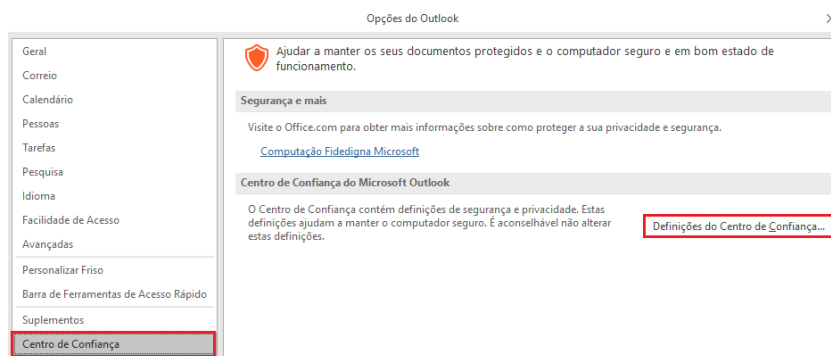 Opções do Outlook
Geral
Correio
Calendário
Pessoas
Tarefas
Pesquisa
Idioma
Facilidade de Acesso
Avançadas
Personalizar Friso
Barra de Ferramentas de Acesso Rápido
Suplementos
Centro de Confiança
Ajudar a manter os seus documentos protegidos e o computador seguro e em bom estado de
funcionamento.
Segurança e mais
Visite o Office.com para obter mais informações sobre como proteger a sua privacidade e segurança.
Computação Fidedigna Microsoft
Centro de Confiança do Microsoft Outlook
O Centro de Confiança contém definições de segurança e privacidade. Estas
definições ajudam a manter o computador seguro. É aconselhável não alterar
estas definições.
Definições do Centro de Confiança...